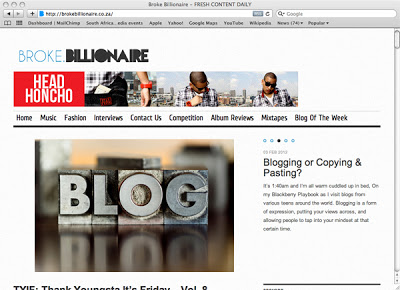 Broke Billionaire – FRESH CONTENT DAILY
http://brokebillionaire.co.za/
Google
Dashboard | MailChimp South Africa...edia events Apple Yahoo! Google Maps YouTube Wikipedia News (74) Popular
BROKE.BILLIONAIRE
HEAD
HONCHO
Home Music Fashion Interviews Contact Us Competition Album Reviews Mixtapes Blog Of The Week
BLOG
03 FEB 2012
Blogging or Copying &
Pasting?
It's 1:40am and I'm all warm cuddled up in bed, On
my Blackberry Playbook as I visit blogs
from various teens around the world. Blogging is a
form of expression, putting your views across, and
allowing people to tap into your mindset at that
certain time.
TYIF: Thank Youngsta It's Friday – Vol. 8